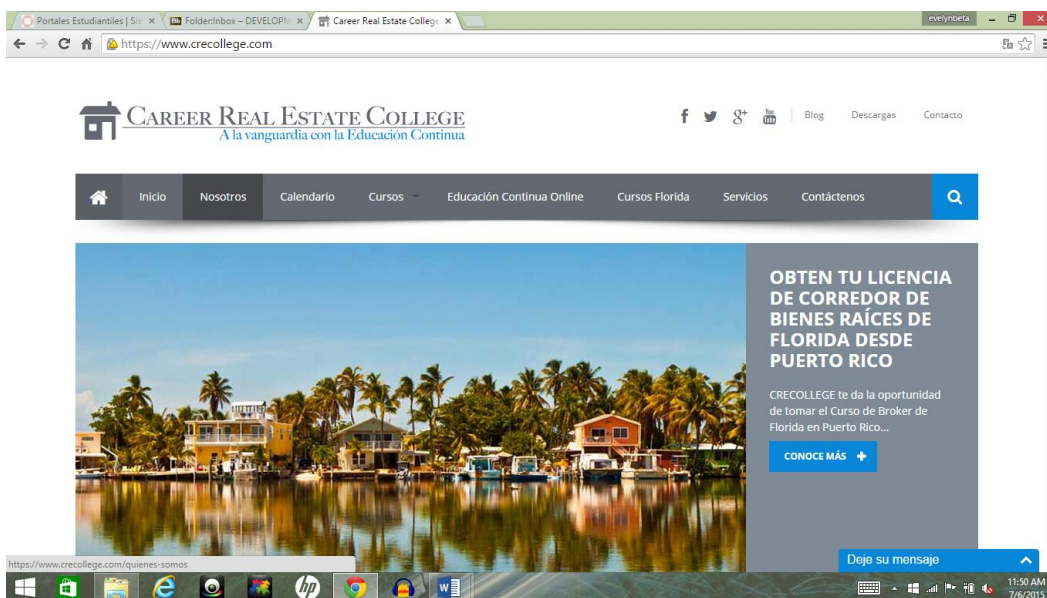 Portales Estudiantiles | Sis
Folder:Inbox – DEVELOPM
Career Real Estate College
evelynbeta
https://www.crecollege.com
CAREER REAL ESTATE COLLEGE
A la vanguardia con la Educación Continua
Blog
Descargas
Contacto
Inicio
Nosotros
Calendario
Cursos
Educación Continua Online
Cursos Florida
Servicios
Contáctenos
OBTEN TU LICENCIA
DE CORREDOR DE
BIENES RAÍCES DE
FLORIDA DESDE
PUERTO RICO
CRECOLLEGE te da la oportunidad
de tomar el Curso de Broker de
Florida en Puerto Rico...
CONOCE MÁS
Deje su mensaje
https://www.crecollege.com/quienes-somos
11:50 AM
7/6/2015